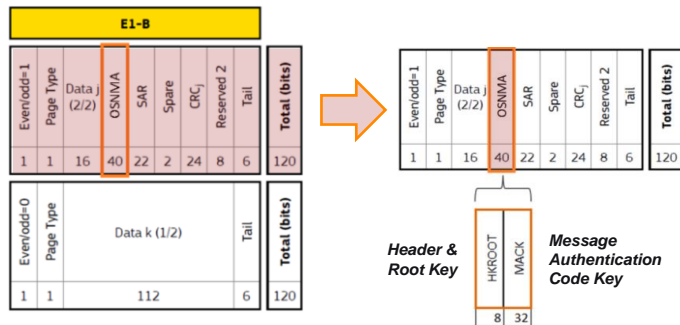 E1-B
Even/odd=1 Page Type Data j (2/2) OSNMA SAR Spare CRCj Reserved 2 Tail Total (bits)
1 1 16 40 22 2 24 8 6 120
Even/odd=0 Page Type Data k (1/2) Tail Total (bits)
1 1 112 6 120
Even/odd=1 Page Type Data j (2/2) OSNMA SAR Spare CRCj Reserved 2 Tail Total (bits)
1 1 16 40 22 2 24 8 6 120
Header &
Root Key
HKROOT MACK
8 32
Message
Authentication
Code Key